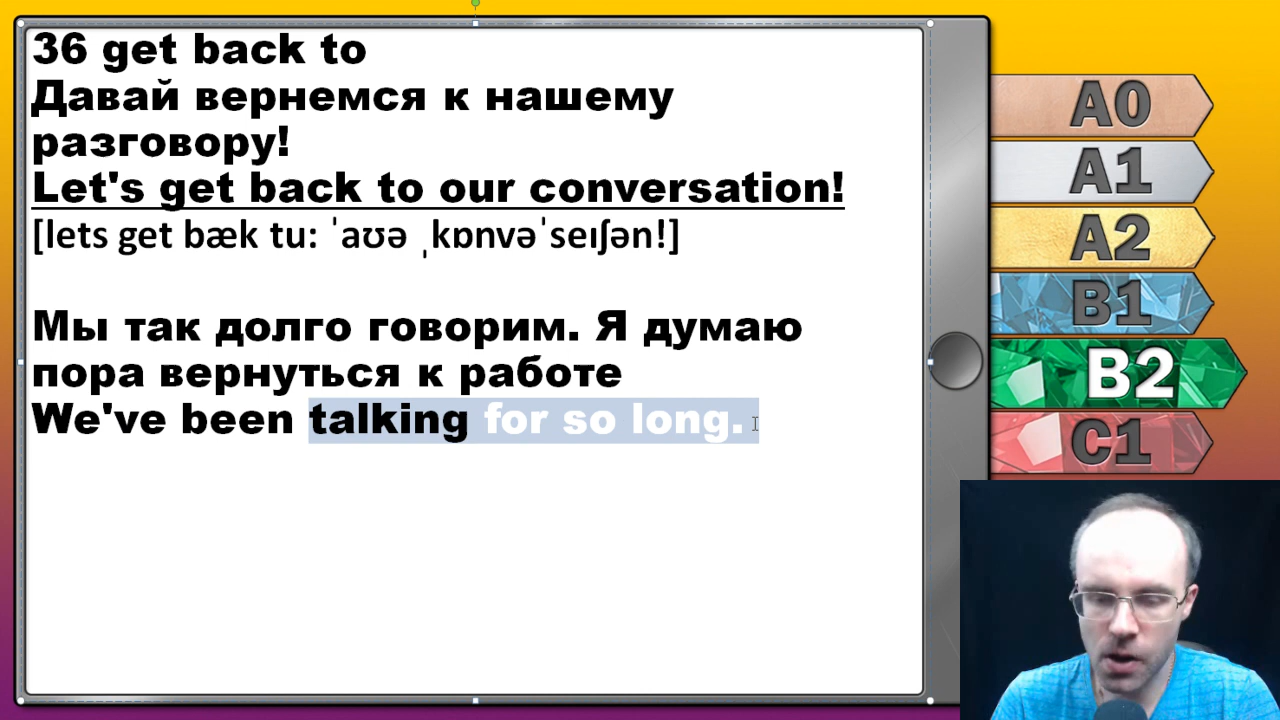 36 get back to
Давай вернемся к нашему
разговору!
Let's get back to our conversation!
[lets get bæk tu: ˈaʊə ˌkɒnvəˈseɪʃən!]
Мы так долго говорим. Я думаю
пора вернуться к работе
We've been talking for so long.
A0
A1
A2
B1
B2
C1